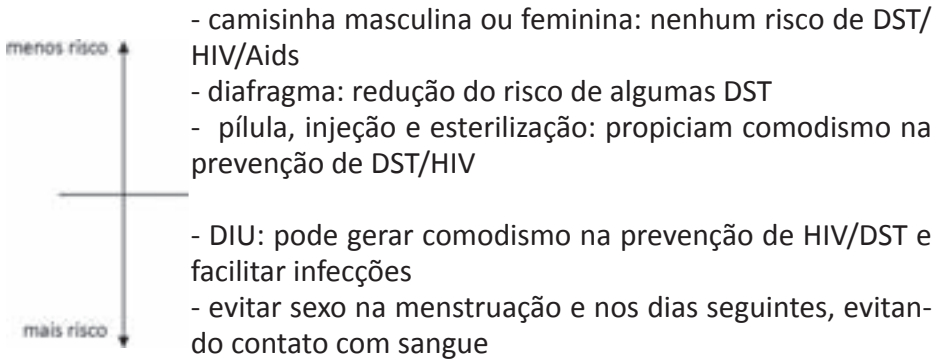 - camisinha masculina ou feminina: nenhum risco de DST/
menos risco
HIV/Aids
- diafragma: redução do risco de algumas DST
- pílula, injeção e esterilização: propiciam comodismo na
prevenção de DST/HIV
- DIU: pode gerar comodismo na prevenção de HIV/DST e
facilitar infecções
- evitar sexo na menstruação e nos dias seguintes, evitan-
mais risco
do contato com sangue